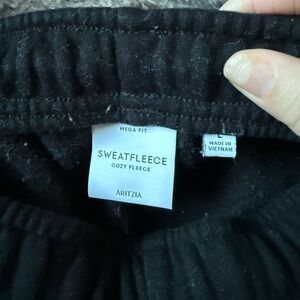 MEGA FIT
SWEATFLEECE
COZY FLEECE
ARITZIA
L
MADE IN
VIETNAM